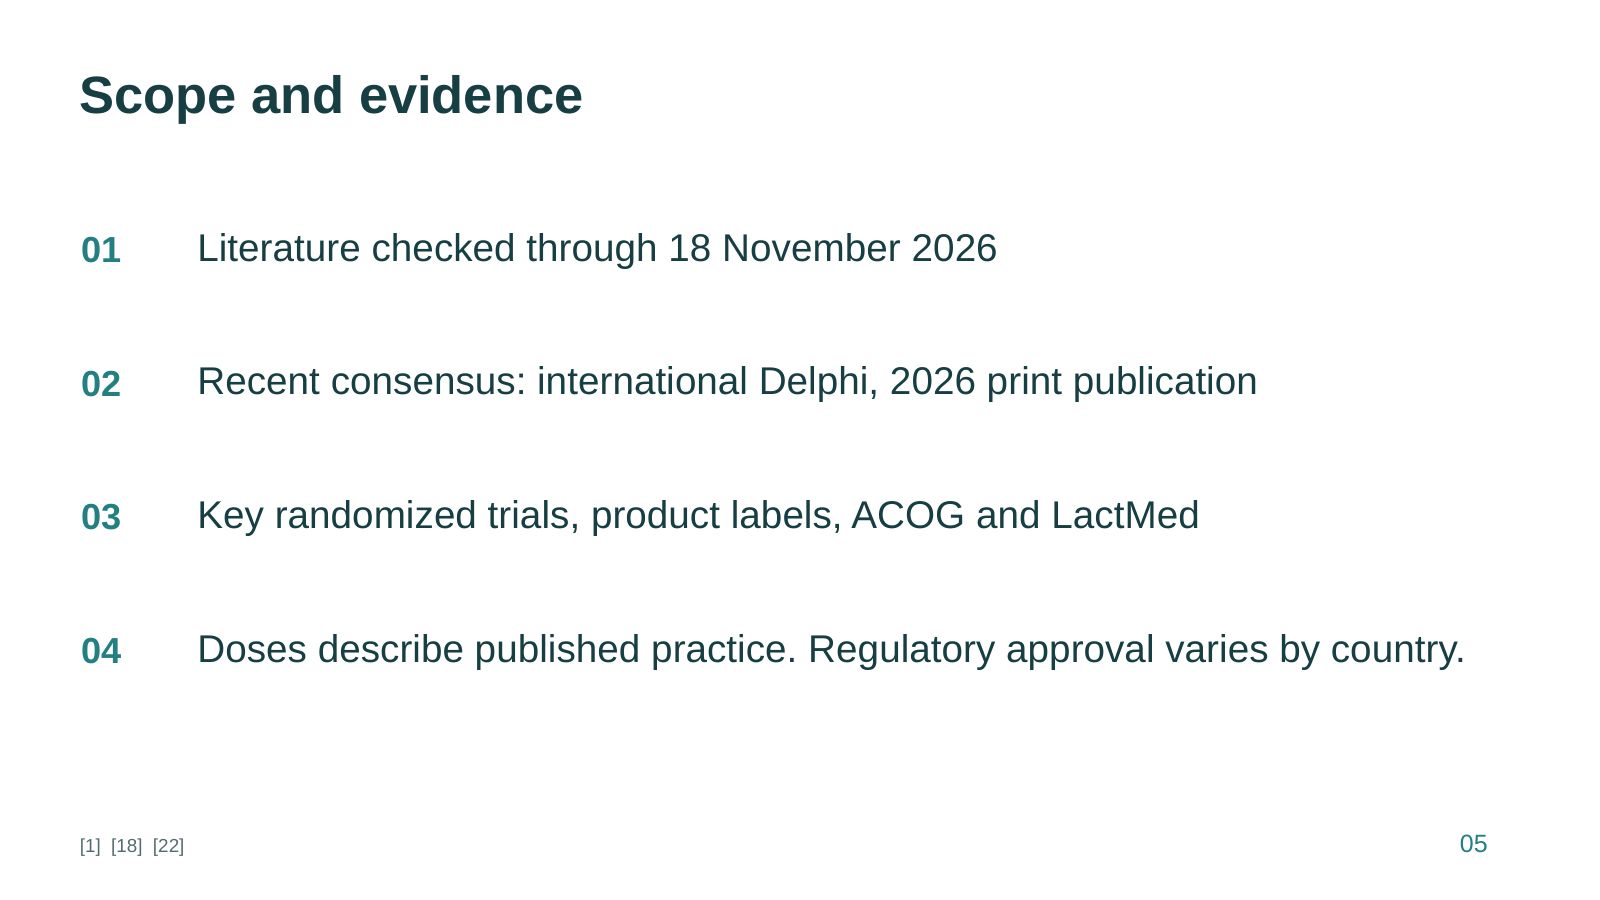 Scope and evidence
01 Literature checked through 18 November 2026
02 Recent consensus: international Delphi, 2026 print publication
03 Key randomized trials, product labels, ACOG and LactMed
04 Doses describe published practice. Regulatory approval varies by country.
[1] [18] [22] 05